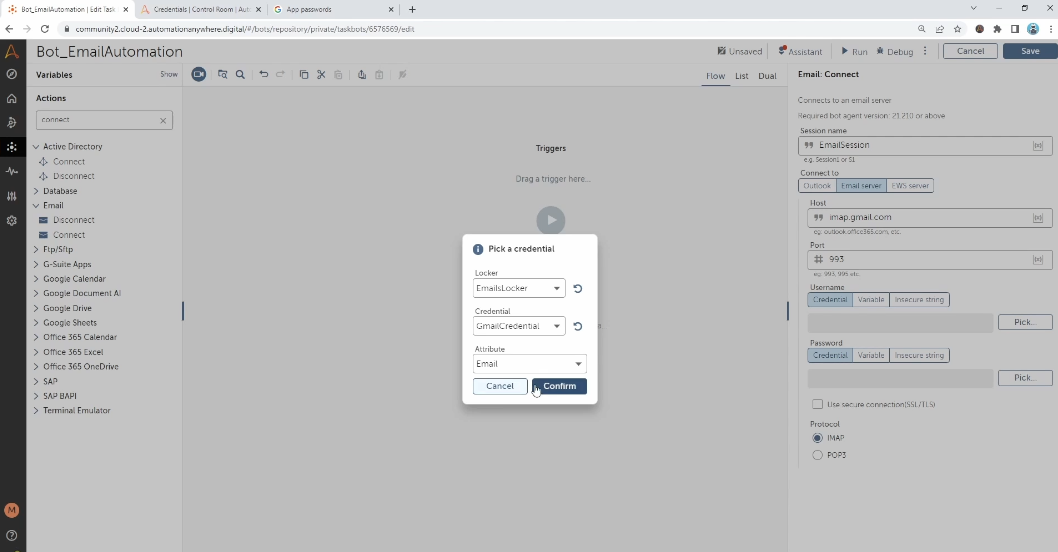 Bot_EmailAutomation | Edit Task
Credentials | Control Room | Aut
App passwords
community2.cloud-2.automationanywhere.digital/#/bots/repository/private/taskbots/6576569/edit
Bot_EmailAutomation
Unsaved
Assistant
Run
Debug
Cancel
Save
Variables
Show
Flow
List
Dual
Actions
connect
Active Directory
Connect
Disconnect
Database
Email
Disconnect
Connect
Ftp/Sftp
G-Suite Apps
Google Calendar
Google Document AI
Google Drive
Google Sheets
Office 365 Calendar
Office 365 Excel
Office 365 OneDrive
SAP
SAP BAPI
Terminal Emulator
M
Triggers
Drag a trigger here...
Pick a credential
Locker
EmailsLocker
Credential
GmailCredential
Attribute
Email
Cancel
Confirm
Email: Connect
Connects to an email server
Required bot agent version: 21.210 or above
Session name
EmailSession
e.g. Session1 or S1
Connect to
Outlook
Email server
EWS server
Host
imap.gmail.com
eg. outlook.office365.com, etc.
Port
993
eg. 993, 995 etc.
Username
Credential
Variable
Insecure string
Pick...
Password
Credential
Variable
Insecure string
Pick...
Use secure connection(SSL/TLS)
Protocol
IMAP
POP3